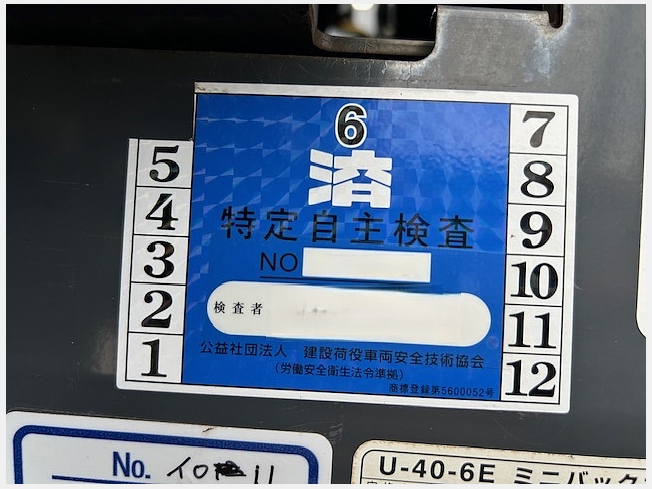 6
済
特定自主検査
NO
検査者
公益社団法人 建設荷役車両安全技術協会
(労働安全衛生法令準拠)
商標登録第5600052号
5
4
3
2
1
7
8
9
10
11
12
No.
U-40-6E ミニバック